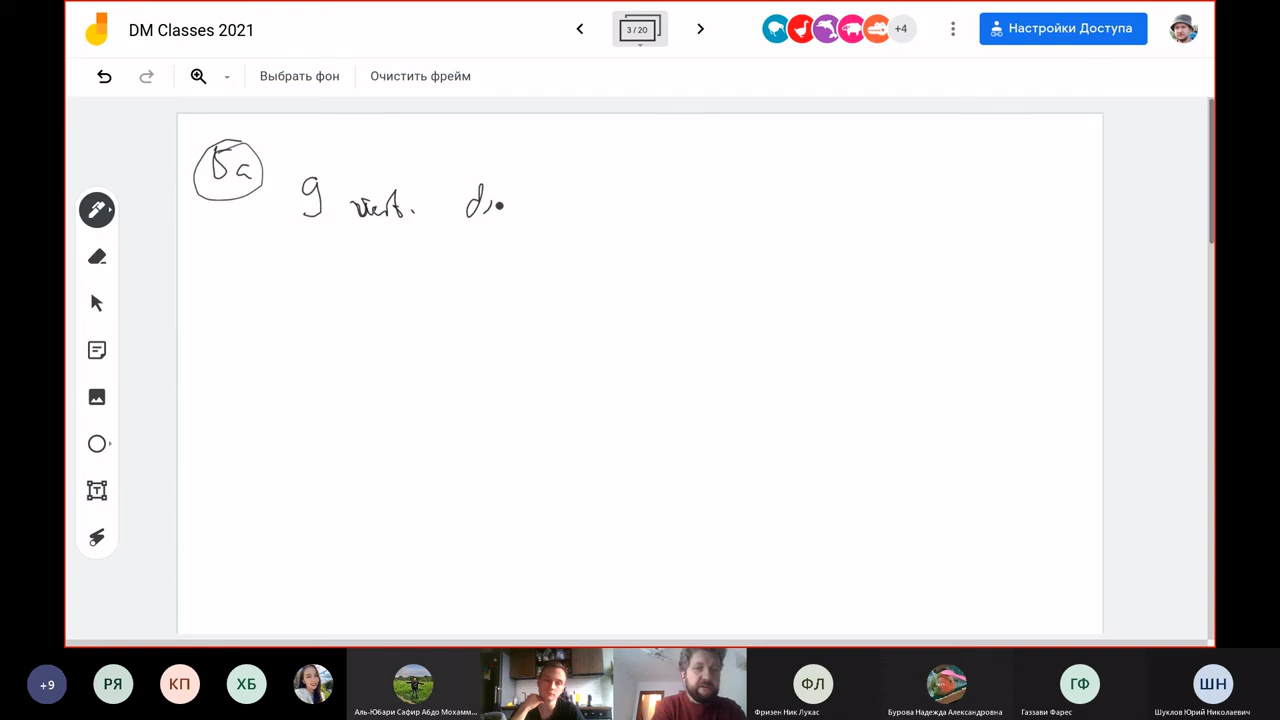 DM Classes 2021
3 / 20
+4
Настройки Доступа
Выбрать фон
Очистить фрейм
5a
9 vert. di
+9
РЯ
КП
ХБ
Аль-Юбари Сафир Абдо Мохамм...
ФЛ
Фризен Ник Лукас
Бурова Надежда Александровна
ГФ
Газзави Фарес
ШН
Шуклов Юрий Николаевич